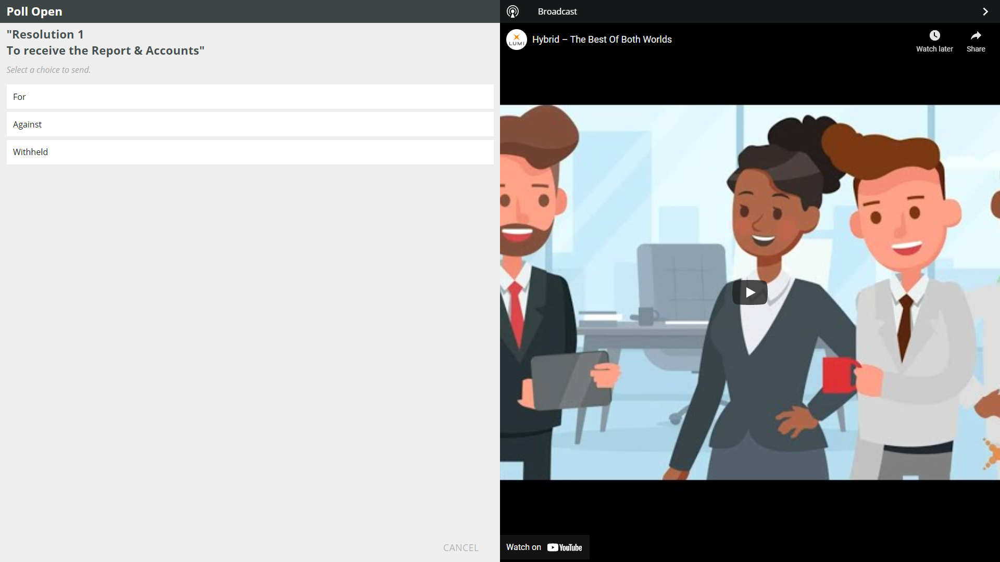 Poll Open
"Resolution 1
To receive the Report & Accounts"
Select a choice to send.
For
Against
Withheld
CANCEL
Broadcast
LUMI
Hybrid – The Best Of Both Worlds
Watch later
Share
Watch on YouTube